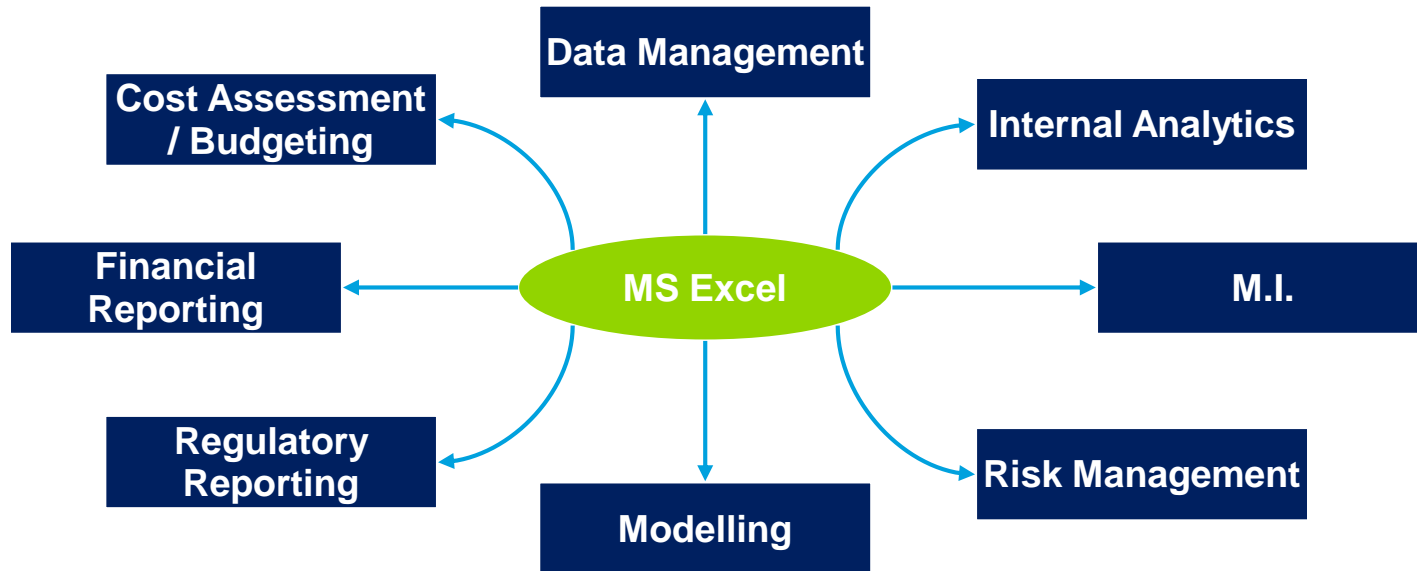 Data Management
Cost Assessment
/ Budgeting
Internal Analytics
Financial
Reporting
MS Excel
M.I.
Regulatory
Reporting
Risk Management
Modelling